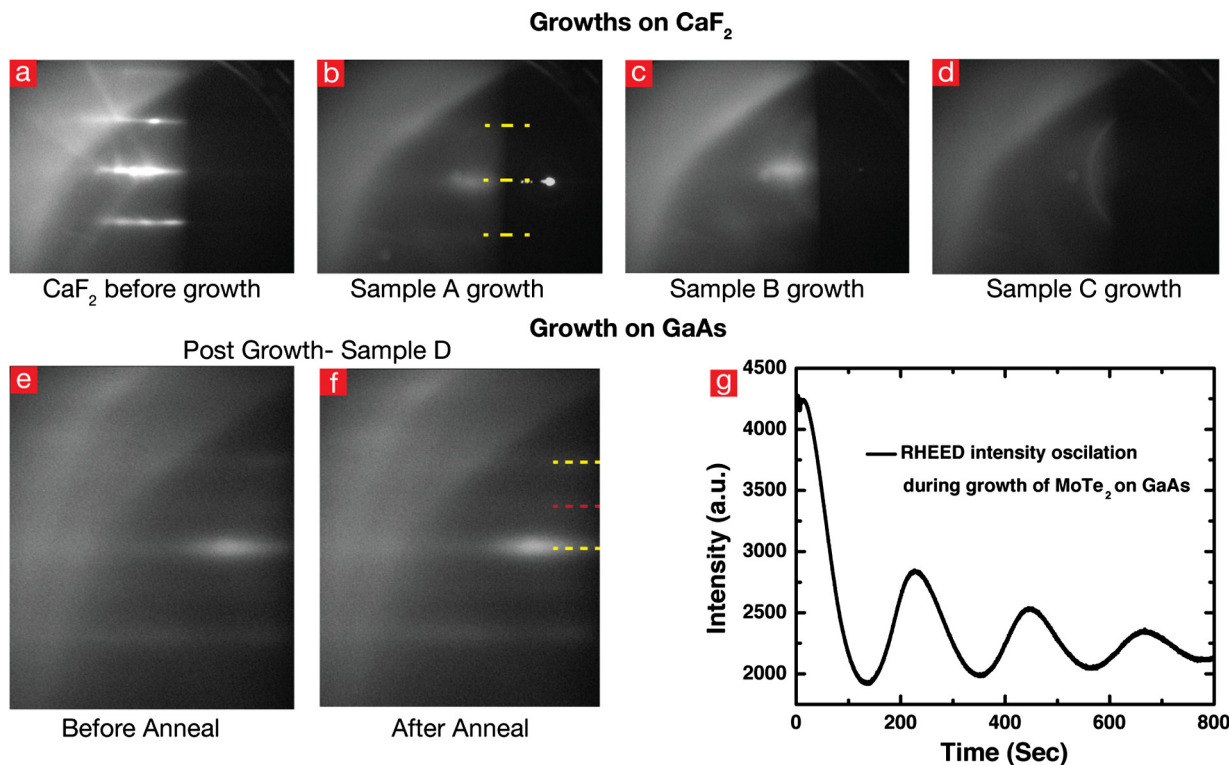 Growths on CaF₂
a
b
c
d
CaF₂ before growth
Sample A growth
Sample B growth
Sample C growth
Growth on GaAs
Post Growth- Sample D
e
f
g
Before Anneal
After Anneal
4500
4000
3500
3000
2500
2000
Intensity (a.u.)
RHEED intensity oscilation
during growth of MoTe₂ on GaAs
0
200
400
600
800
Time (Sec)